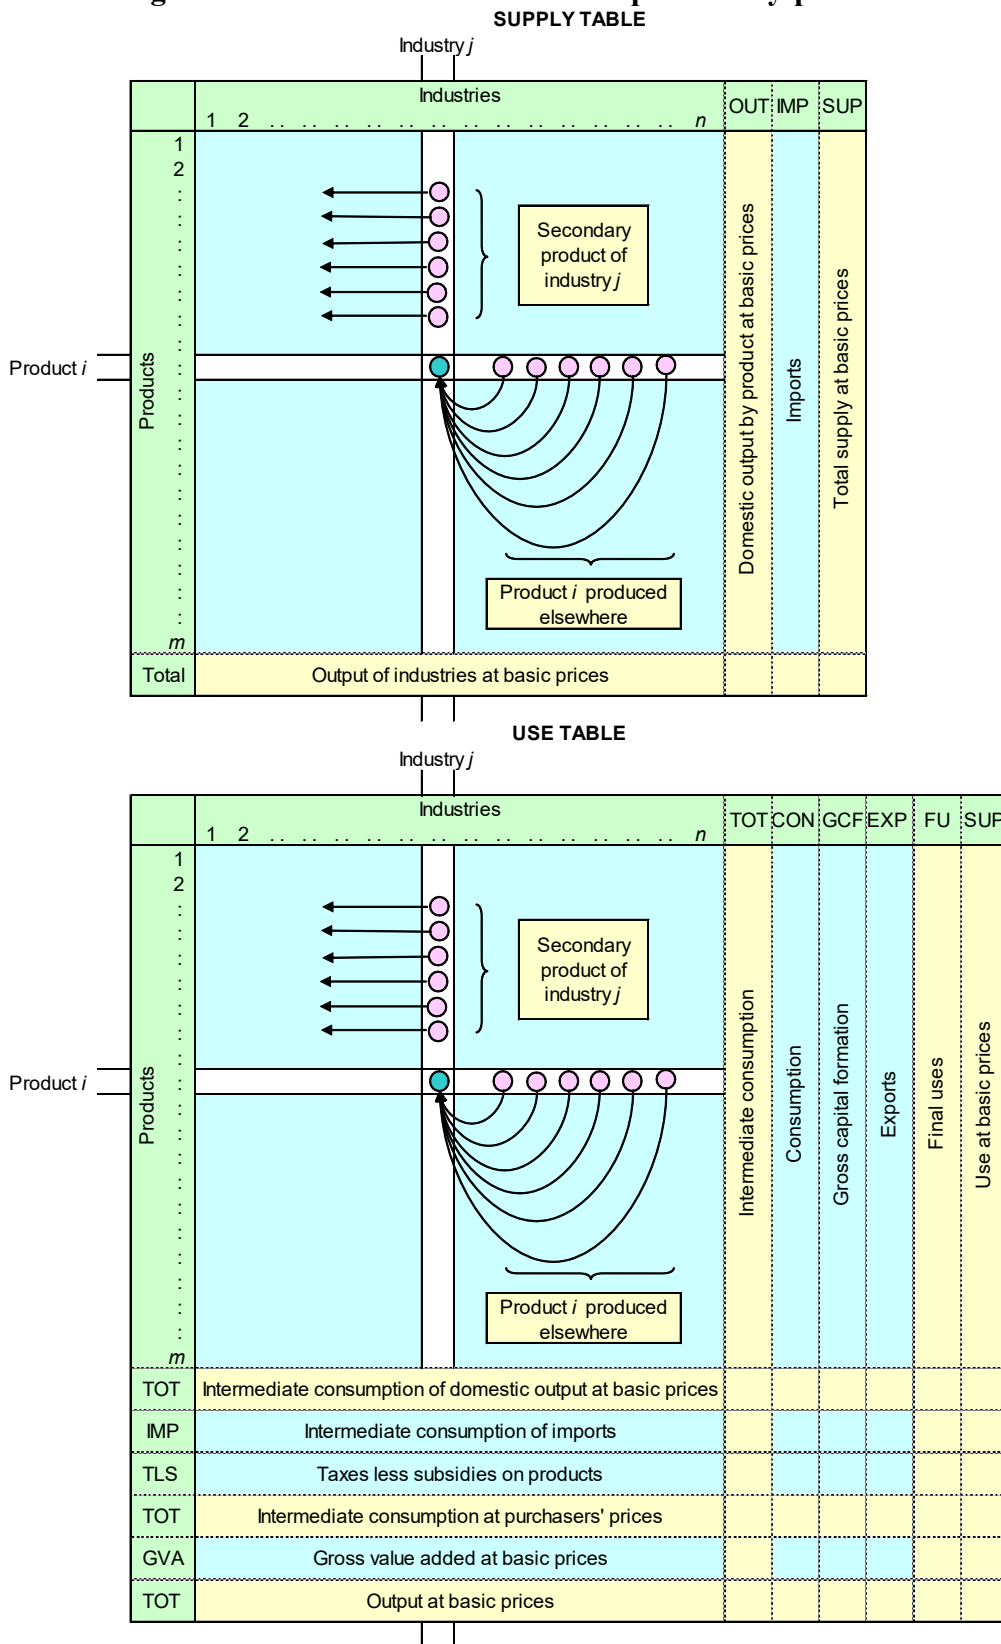 SUPPLY TABLE
Industry j
Industries
1 2 .. .. .. .. .. .. .. .. .. .. .. .. .. n
OUT IMP SUP
1
2
:
:
:
:
:
:
Product i
Products
:
:
:
:
:
:
:
:
:
:
:
:
m
Secondary
product of
industry j
Product i produced
elsewhere
Domestic output by product at basic prices
Imports
Total supply at basic prices
Total
Output of industries at basic prices
USE TABLE
Industry j
Industries
1 2 .. .. .. .. .. .. .. .. .. .. .. .. .. n
TOT CON GCF EXP FU SUP
1
2
:
:
:
:
:
:
Product i
Products
:
:
:
:
:
:
:
:
:
:
:
:
m
Secondary
product of
industry j
Product i produced
elsewhere
Intermediate consumption
Consumption
Gross capital formation
Exports
Final uses
Use at basic prices
TOT Intermediate consumption of domestic output at basic prices
IMP Intermediate consumption of imports
TLS Taxes less subsidies on products
TOT Intermediate consumption at purchasers' prices
GVA Gross value added at basic prices
TOT Output at basic prices